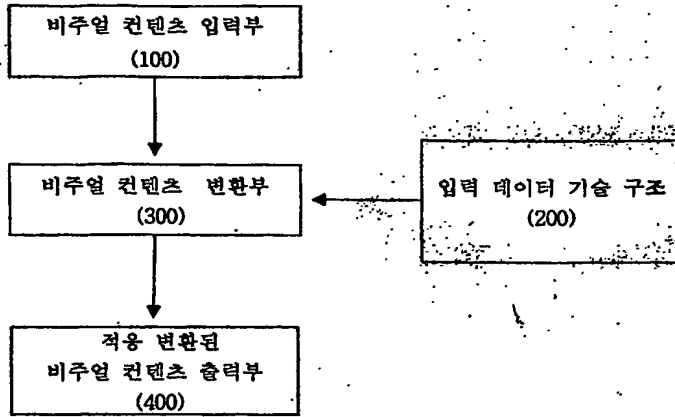 비주얼 컨텐츠 입력부
(100)
비주얼 컨텐츠 변환부
(300)
입력 데이터 기술 구조
(200)
적응 변환된
비주얼 컨텐츠 출력부
(400)